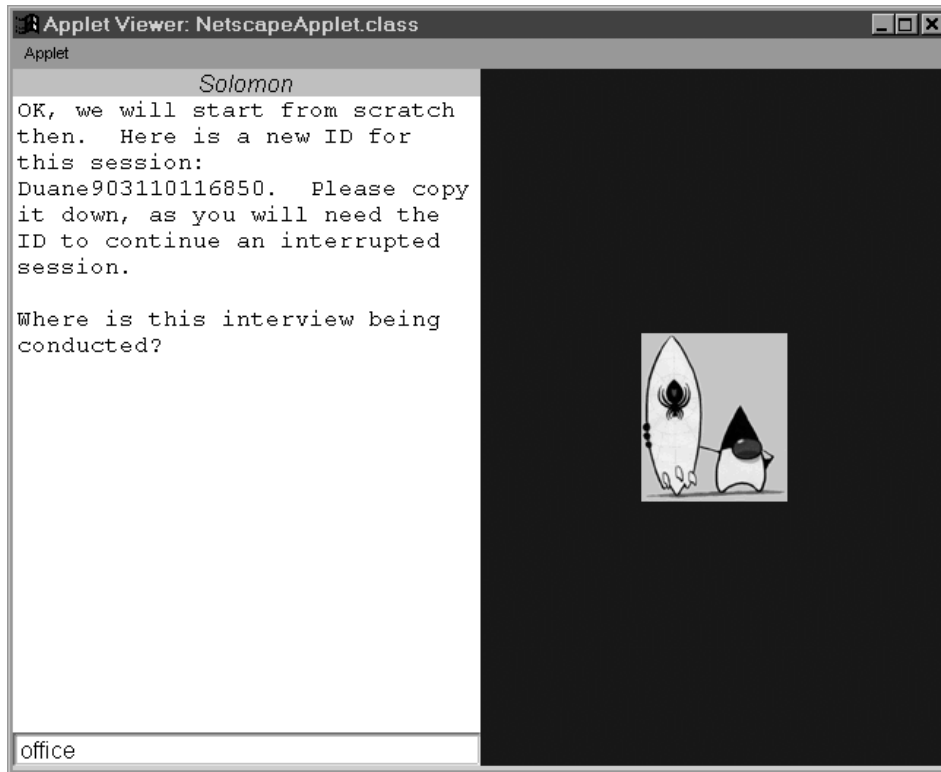 Applet Viewer: NetscapeApplet.class
Applet
Solomon
OK, we will start from scratch
then.  Here is a new ID for
this session:
Duane903110116850.  Please copy
it down, as you will need the
ID to continue an interrupted
session.
Where is this interview being
conducted?
office